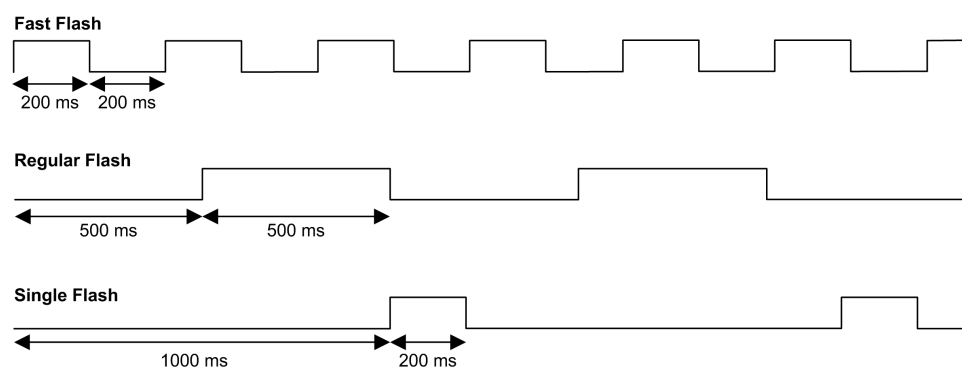 Fast Flash
200 ms 200 ms
Regular Flash
500 ms 500 ms
Single Flash
1000 ms 200 ms